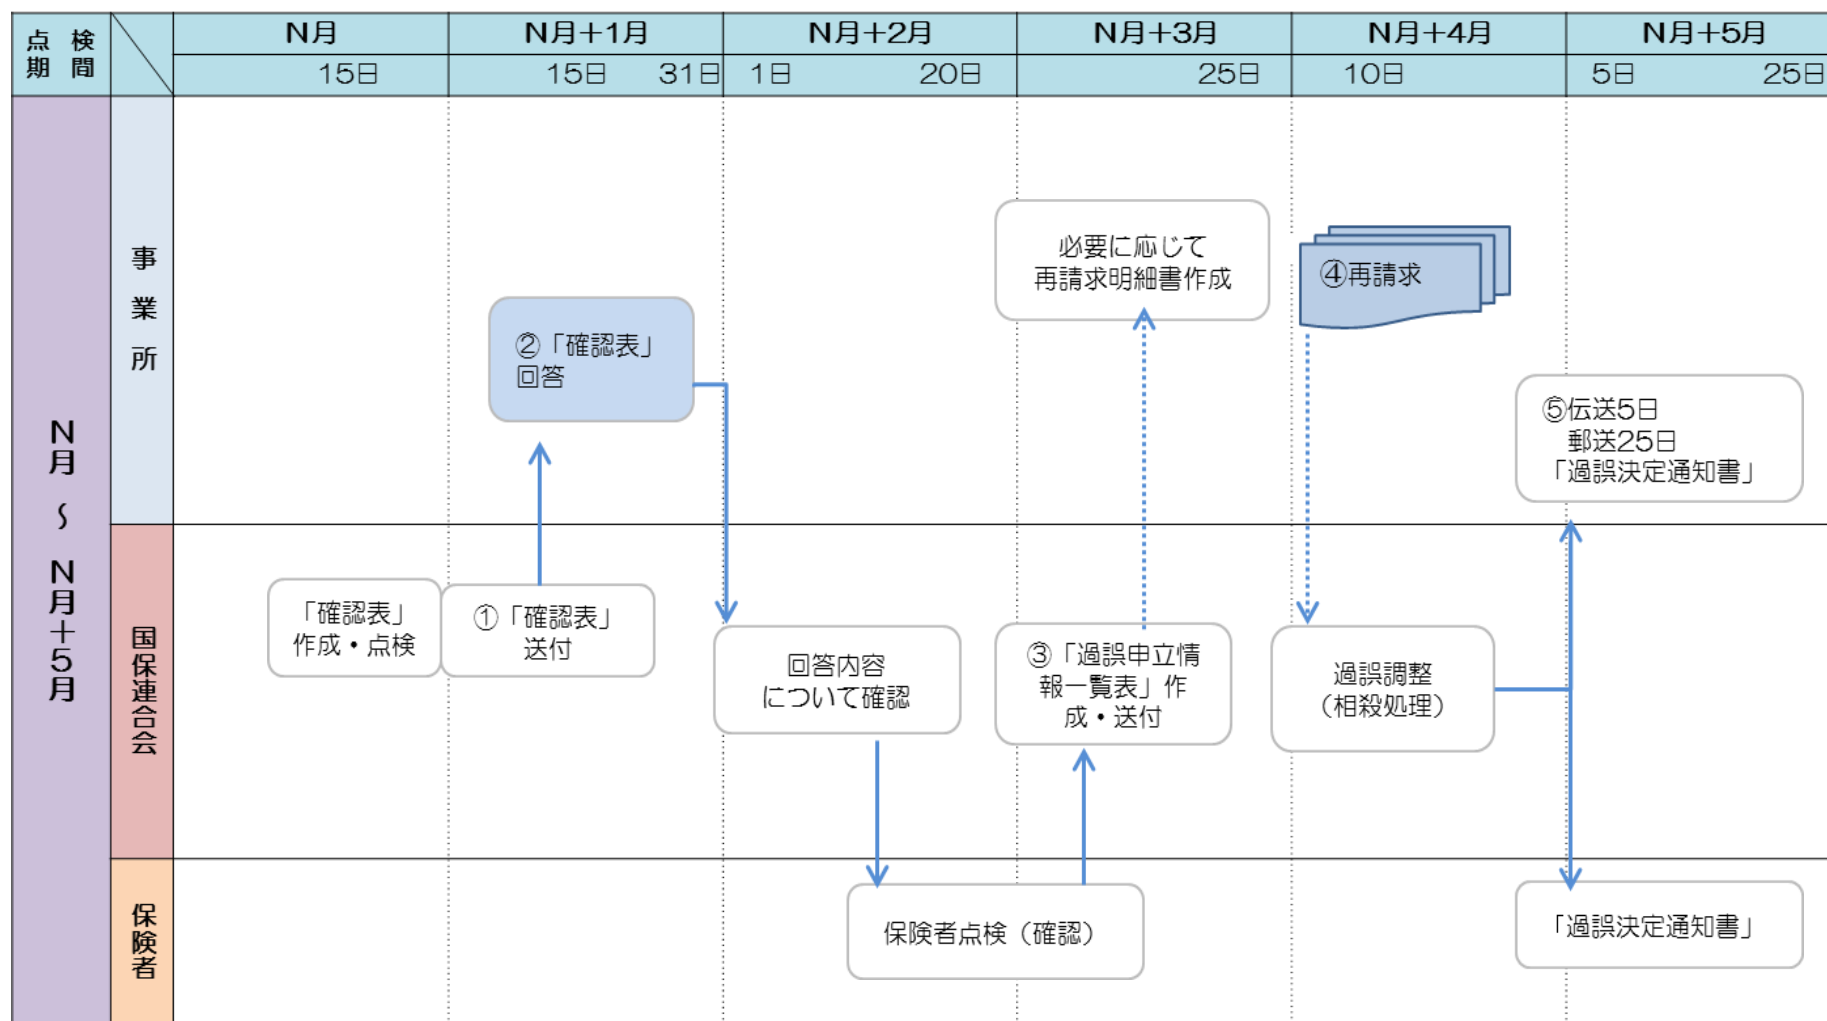 点 検
期 間
N月
N月＋1月
N月＋2月
N月＋3月
N月＋4月
N月＋5月
15日
15日
31日
1日
20日
25日
10日
5日
25日
N月 ～ N月＋5月
事業所
国保連合会
保険者
必要に応じて
再請求明細書作成
④再請求
②「確認表」
回答
⑤伝送5日
郵送25日
「過誤決定通知書」
「確認表」
作成・点検
①「確認表」
送付
回答内容
について確認
③「過誤申立情
報一覧表」作
成・送付
過誤調整
（相殺処理）
保険者点検（確認）
「過誤決定通知書」